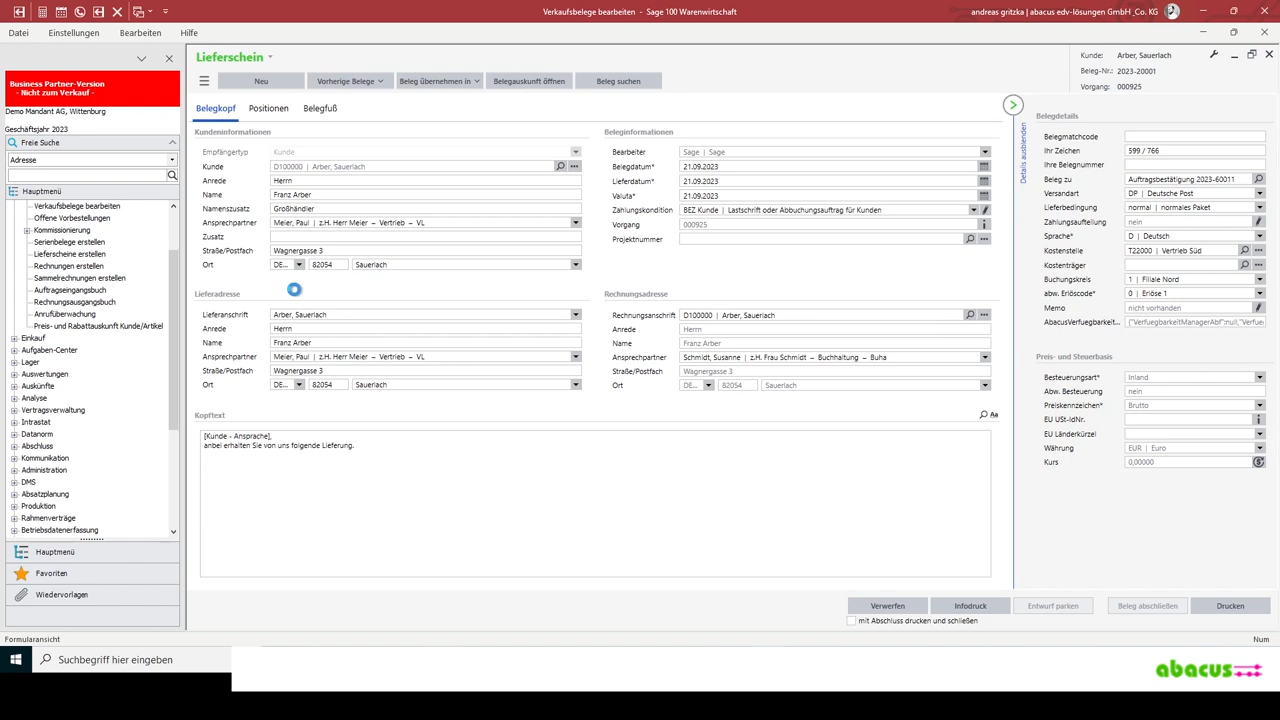 Verkaufsbelege bearbeiten - Sage 100 Warenwirtschaft
andreas gritzka | abacus edv-lösungen GmbH _Co. KG
Datei
Einstellungen
Bearbeiten
Hilfe
Business Partner-Version
- Nicht zum Verkauf -
Demo Mandant AG, Wittenburg
Geschäftsjahr 2023
Freie Suche
Adresse
Hauptmenü
Verkaufsbelege bearbeiten
Offene Vorbestellungen
Kommissionierung
Serienbelege erstellen
Lieferscheine erstellen
Rechnungen erstellen
Sammelrechnungen erstellen
Auftragseingangsbuch
Rechnungsausgangsbuch
Anrufüberwachung
Preis- und Rabattauskunft Kunde/Artikel
Einkauf
Aufgaben-Center
Lager
Auswertungen
Auskünfte
Analyse
Vertragsverwaltung
Intrastat
Datanorm
Abschluss
Kommunikation
Administration
DMS
Absatzplanung
Produktion
Rahmenverträge
Betriebsdatenerfassung
Hauptmenü
Favoriten
Wiedervorlagen
Formularansicht
Num
Lieferschein
Neu
Vorherige Belege
Beleg übernehmen in
Belegauskunft öffnen
Beleg suchen
Kunde: Arber, Sauerlach
Beleg-Nr.: 2023-20001
Vorgang: 000925
Belegkopf
Positionen
Belegfuß
Kundeninformationen
Empfängertyp Kunde
Kunde D100000 | Arber, Sauerlach
Anrede Herrn
Name Franz Arber
Namenszusatz Großhändler
Ansprechpartner Meier, Paul | z.H. Herr Meier – Vertrieb – VL
Zusatz
Straße/Postfach Wagnergasse 3
Ort DE... 82054 Sauerlach
Beleginformationen
Bearbeiter Sage | Sage
Belegdatum* 21.09.2023
Lieferdatum* 21.09.2023
Valuta* 21.09.2023
Zahlungskondition BEZ Kunde | Lastschrift oder Abbuchungsauftrag für Kunden
Vorgang 000925
Projektnummer
Lieferadresse
Lieferanschrift Arber, Sauerlach
Anrede Herrn
Name Franz Arber
Ansprechpartner Meier, Paul | z.H. Herr Meier – Vertrieb – VL
Straße/Postfach Wagnergasse 3
Ort DE... 82054 Sauerlach
Rechnungsadresse
Rechnungsanschrift D100000 | Arber, Sauerlach
Anrede Herrn
Name Franz Arber
Ansprechpartner Schmidt, Susanne | z.H. Frau Schmidt – Buchhaltung – Buha
Straße/Postfach Wagnergasse 3
Ort DE... 82054 Sauerlach
Kopftext
Aa
[Kunde - Ansprache],
anbei erhalten Sie von uns folgende Lieferung.
Details ausblenden
Belegdetails
Belegmatchcode
Ihr Zeichen 599 / 766
Ihre Belegnummer
Beleg zu Auftragsbestätigung 2023-60011
Versandart DP | Deutsche Post
Lieferbedingung normal | normales Paket
Zahlungsaufteilung nein
Sprache* D | Deutsch
Kostenstelle T22000 | Vertrieb Süd
Kostenträger
Buchungskreis 1 | Filiale Nord
abw. Erlöscode* 0 | Erlöse 1
Memo nicht vorhanden
AbacusVerfuegbarkeit... {"VerfuegbarkeitManagerAbf":null,"Verfueg
Preis- und Steuerbasis
Besteuerungsart* Inland
Abw. Besteuerung nein
Preiskennzeichen* Brutto
EU USt-IdNr.
EU Länderkürzel
Währung EUR | Euro
Kurs 0,00000
Verwerfen
Infodruck
Entwurf parken
Beleg abschließen
Drucken
mit Abschluss drucken und schließen
Suchbegriff hier eingeben
abacus